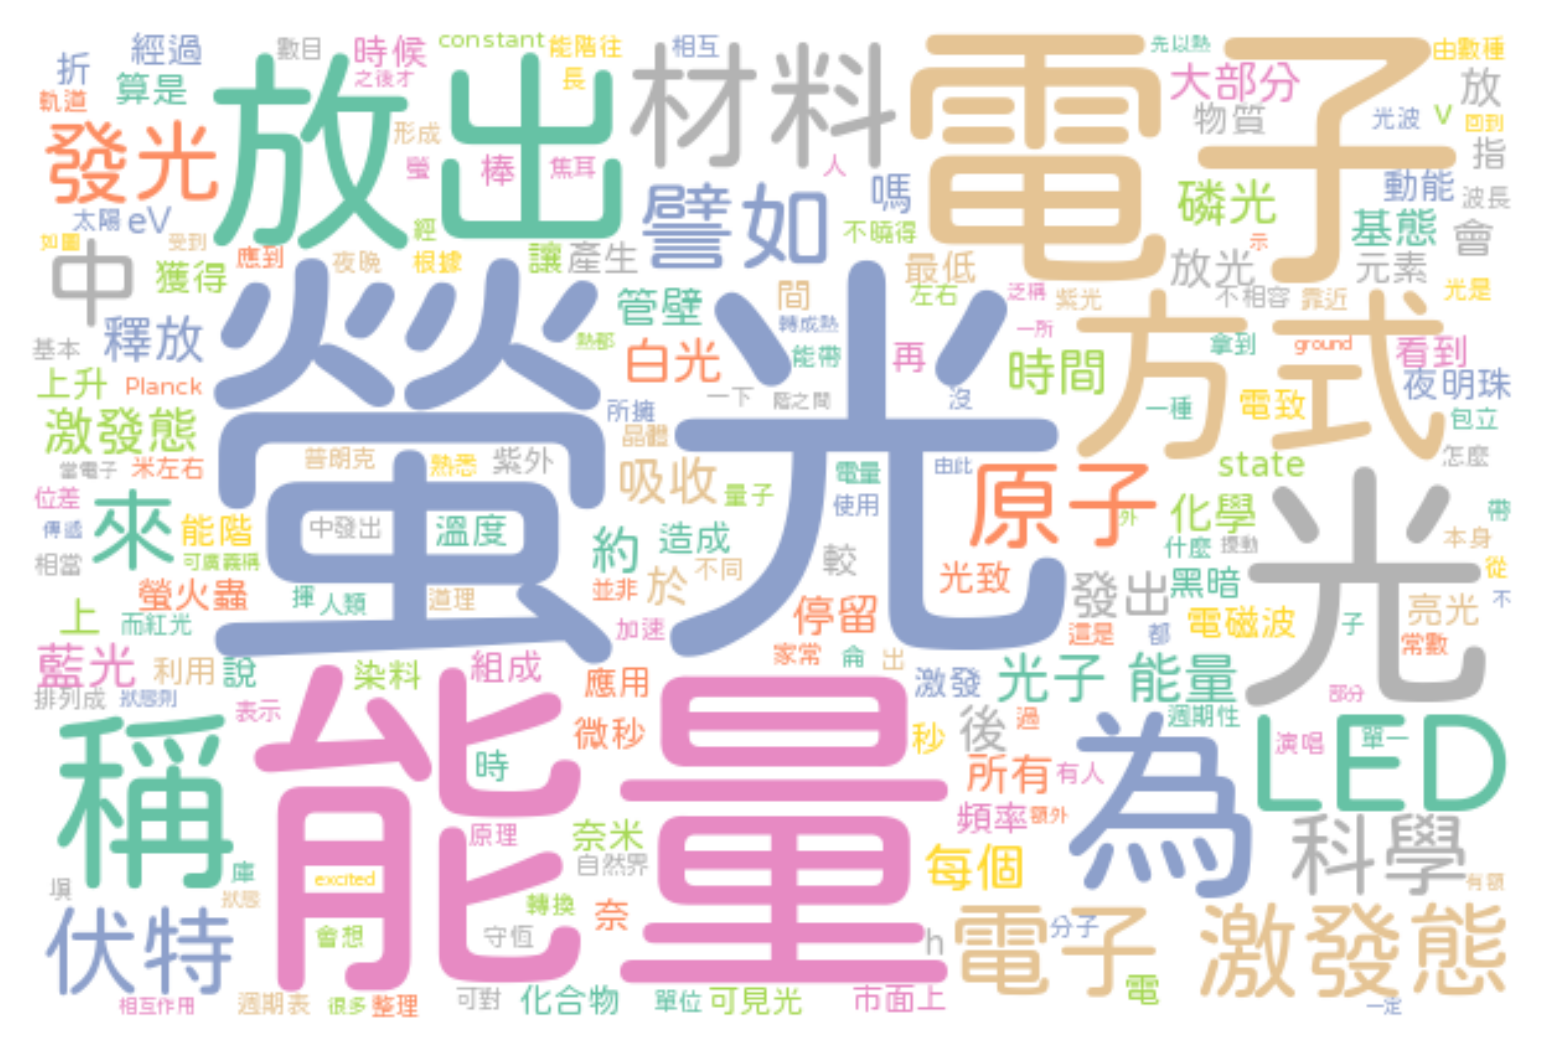 折
經過
數目
時候
constant
能階往
相互
先以熱
由數種
之後才
長
材料
電子
大部分
放
軌道
算是
放出
物質
光波
V
回到
發光
形成
螢
棒
焦耳
人
指
太陽
eV
經
譬如
嗎
不曉得
磷光
動能
波長
如圖
受到
應到
夜晚
根據
讓
產生
最低
放光
示
基態
會
元素
中
獲得
管壁
間
左右
泛稱
紫光
不相容
靠近
光是
螢光
方式
基本
釋放
熱都
轉成熱
一所
拿到
ground
看到
上升
Planck
白光
能帶
再
時間
夜明珠
激發態
所擁
一下
階之間
沒
一種
電致
包立
晶體
當電子
米左右
普朗克
熱悉
紫外
吸收
量子
電量
由此
原子
state
怎麼
位差
使用
外
化學
光
帶
傳遞
來
能階
中發出
溫度
約
造成
什麼
擾動
本身
相當
可廣義稱
較
於
不同
光致
從
螢火蟲
揮
人類
道理
並非
停留
發出
黑暗
亮光
不
上
而紅光
加速
這是
都
電磁波
子
常數
藍光
利用
說
染料
組成
家常
侖
出
應用
激發
光子
能量
部分
排列成
狀態則
表示
能量
微秒
秒
後
過
週期性
LED
稱
時
演唱
單一
所有
有人
為
原理
奈米
頻率
額外
科學
庫
自然界
每個
excited
狀態
有額
伏特
會想
轉換
守恆
奈
h
電子
分子
激發態
相互作用
週期表
很多
整理
可對
化合物
單位
可見光
市面上
電
一定